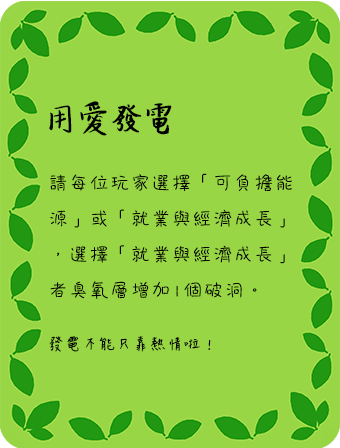 用愛發電
請每位玩家選擇「可負擔能
源」或「就業與經濟成長」
，選擇「就業與經濟成長」
者臭氧層增加1個破洞。
發電不能只靠熱情啦！